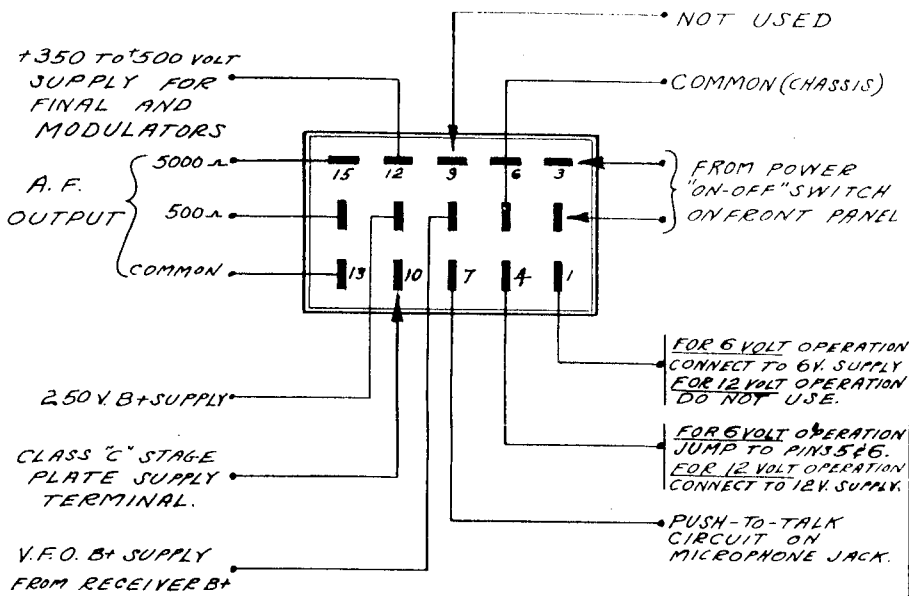 NOT USED
+350 TO +500 VOLT
SUPPLY FOR
FINAL AND
MODULATORS
COMMON (CHASSIS)
5000 Ω
A.F.
OUTPUT
500 Ω
COMMON
15 12 9 6 3
13 10 7 4 1
FROM POWER
"ON-OFF" SWITCH
ON FRONT PANEL
FOR 6 VOLT OPERATION
CONNECT TO 6V. SUPPLY
FOR 12 VOLT OPERATION
DO NOT USE.
250 V. B+ SUPPLY
FOR 6 VOLT OPERATION
JUMP TO PINS 5 & 6.
FOR 12 VOLT OPERATION
CONNECT TO 12V. SUPPLY.
CLASS "C" STAGE
PLATE SUPPLY
TERMINAL.
PUSH-TO-TALK
CIRCUIT ON
MICROPHONE JACK.
V.F.O. B+ SUPPLY
FROM RECEIVER B+